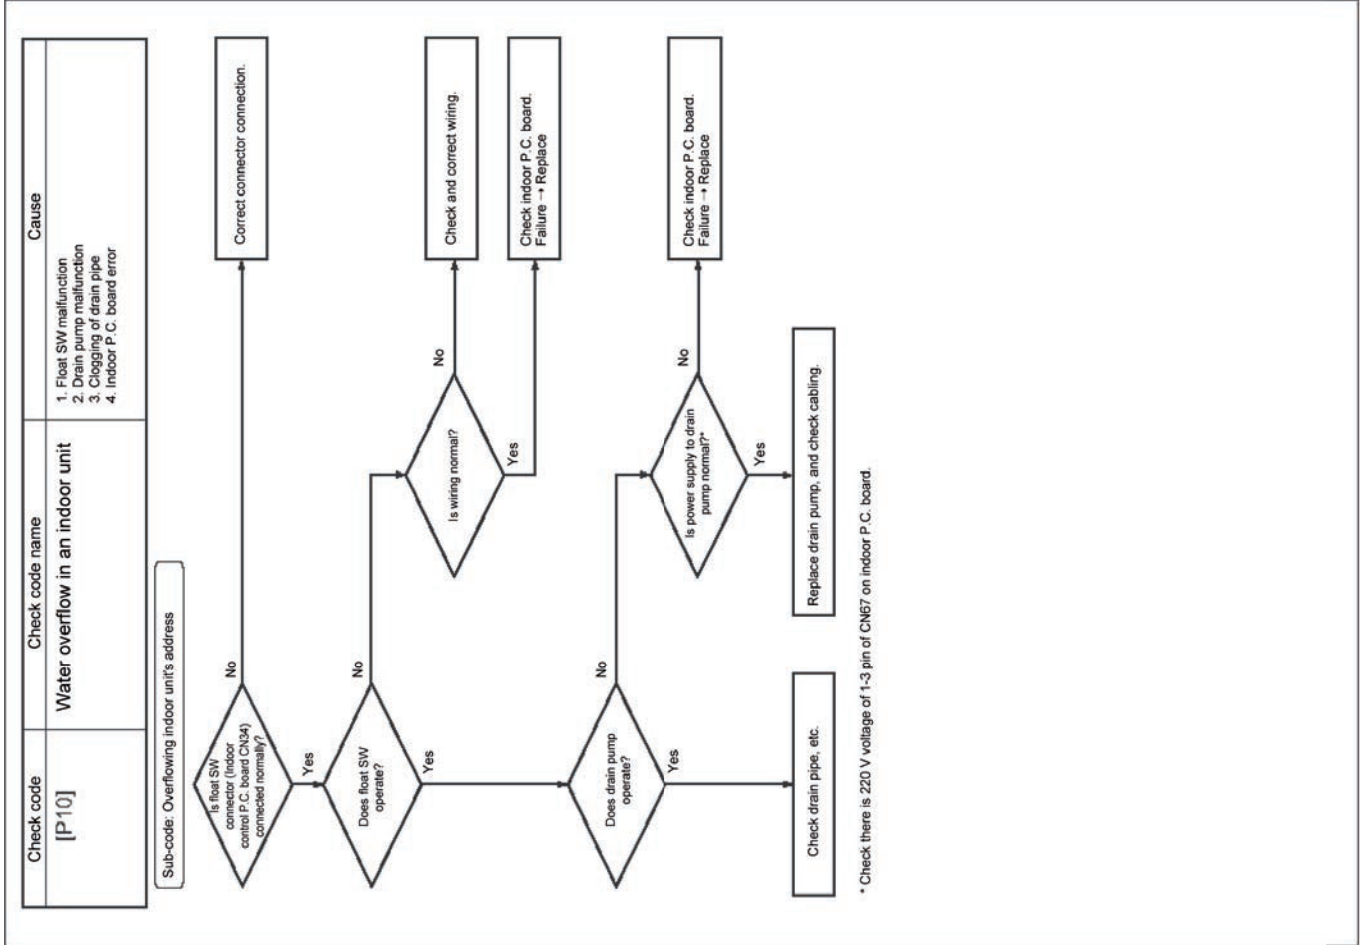 Check code
Check code name
Cause
[P10]
Water overflow in an indoor unit
1. Float SW malfunction
2. Drain pump malfunction
3. Clogging of drain pipe
4. Indoor P.C. board error
Sub-code: Overflowing indoor unit's address
Is float SW
connector (Indoor
control P.C. board CN34)
connected normally?
No
Correct connector connection.
Yes
Does float SW
operate?
No
Is wiring normal?
No
Check and correct wiring.
Yes
Check indoor P.C. board.
Failure → Replace
Yes
Does drain pump
operate?
No
Is power supply to drain
pump normal?*
No
Check indoor P.C. board.
Failure → Replace
Yes
Yes
Check drain pipe, etc.
Replace drain pump, and check cabling.
* Check there is 220 V voltage of 1-3 pin of CN67 on indoor P.C. board.